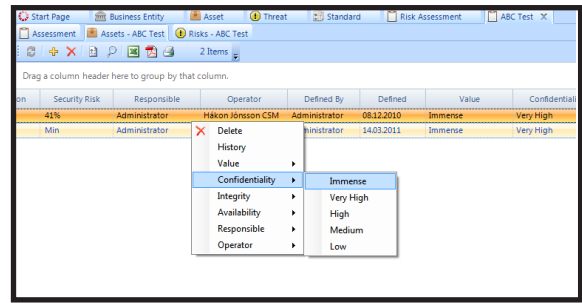 Start Page Business Entity Asset Threat Standard Risk Assessment ABC Test
Assessment Assets - ABC Test Risks - ABC Test
2 Items
Drag a column header here to group by that column.
on Security Risk Responsible Operator Defined By Defined Value Confidentiali
41% Administrator Hákon Jónsson CSM Administrator 08.12.2010 Immense Very High
Min Administrator ministrator 14.03.2011 Immense Very High
Delete
History
Value
Confidentiality Immense
Integrity Very High
Availability High
Responsible Medium
Operator Low